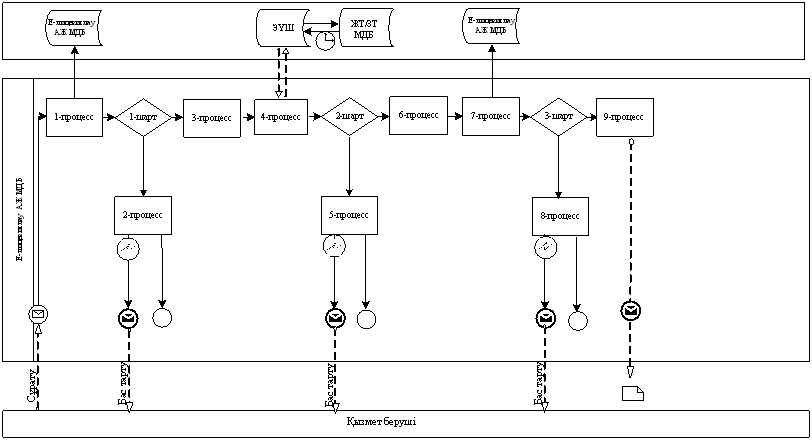 Е-лицензиялау
АЖ МДБ
ЭҮШ
ЖТ/ЗТ
МДБ
Е-лицензиялау
АЖ МДБ
Е-лицензиялау АЖ МДБ
1-процесс
1-шарт
3-процесс
4-процесс
2-шарт
6-процесс
7-процесс
3-шарт
9-процесс
2-процесс
5-процесс
8-процесс
Сұрату
Бас тарту
Бас тарту
Бас тарту
Қызмет беруші